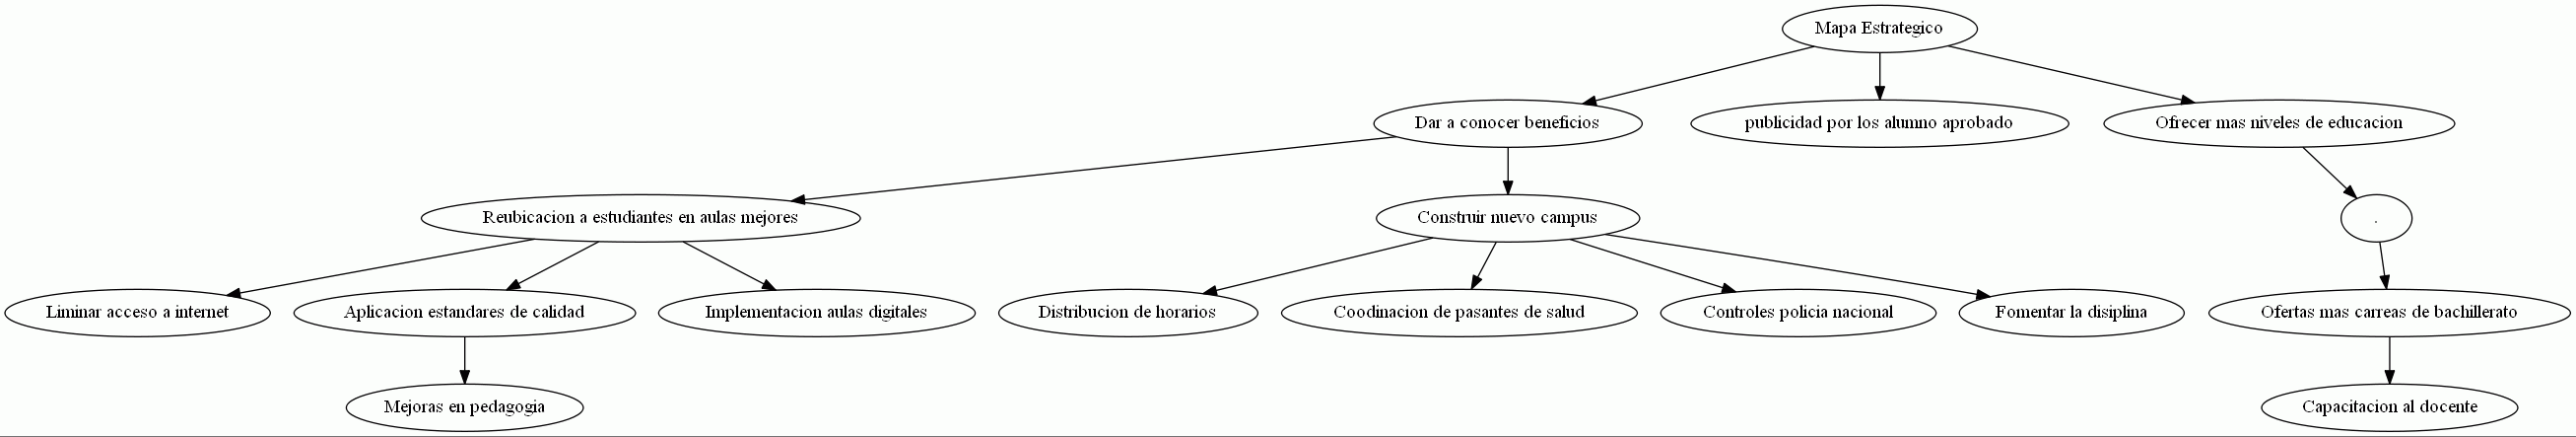 Mapa Estrategico
Dar a conocer beneficios
publicidad por los alumno aprobado
Ofrecer mas niveles de educacion
Reubicacion a estudiantes en aulas mejores
Construir nuevo campus
.
Liminar acceso a internet
Aplicacion estandares de calidad
Implementacion aulas digitales
Distribucion de horarios
Coodinacion de pasantes de salud
Controles policia nacional
Fomentar la disiplina
Ofertas mas carreas de bachillerato
Mejoras en pedagogia
Capacitacion al docente